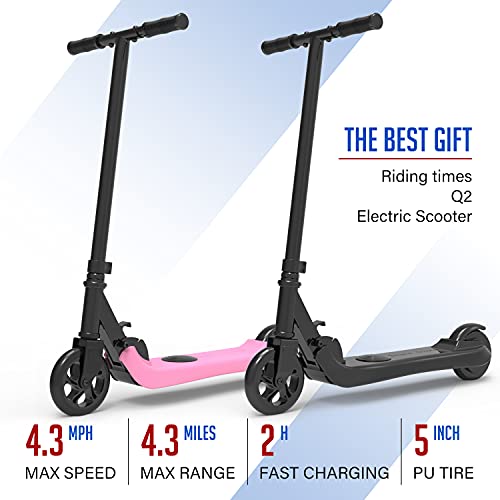 THE BEST GIFT
Riding times
Q2
Electric Scooter
4.3 MPH
MAX SPEED
4.3 MILES
MAX RANGE
2 H
FAST CHARGING
5 INCH
PU TIRE